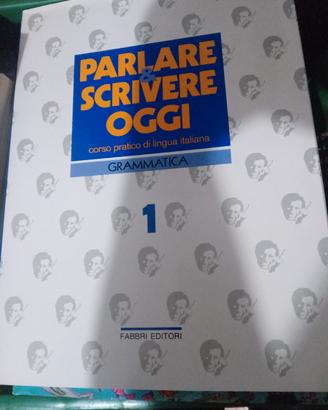 PARLARE
&
SCRIVERE
OGGI
corso pratico di lingua italiana
GRAMMATICA
1
FABBRI EDITORI